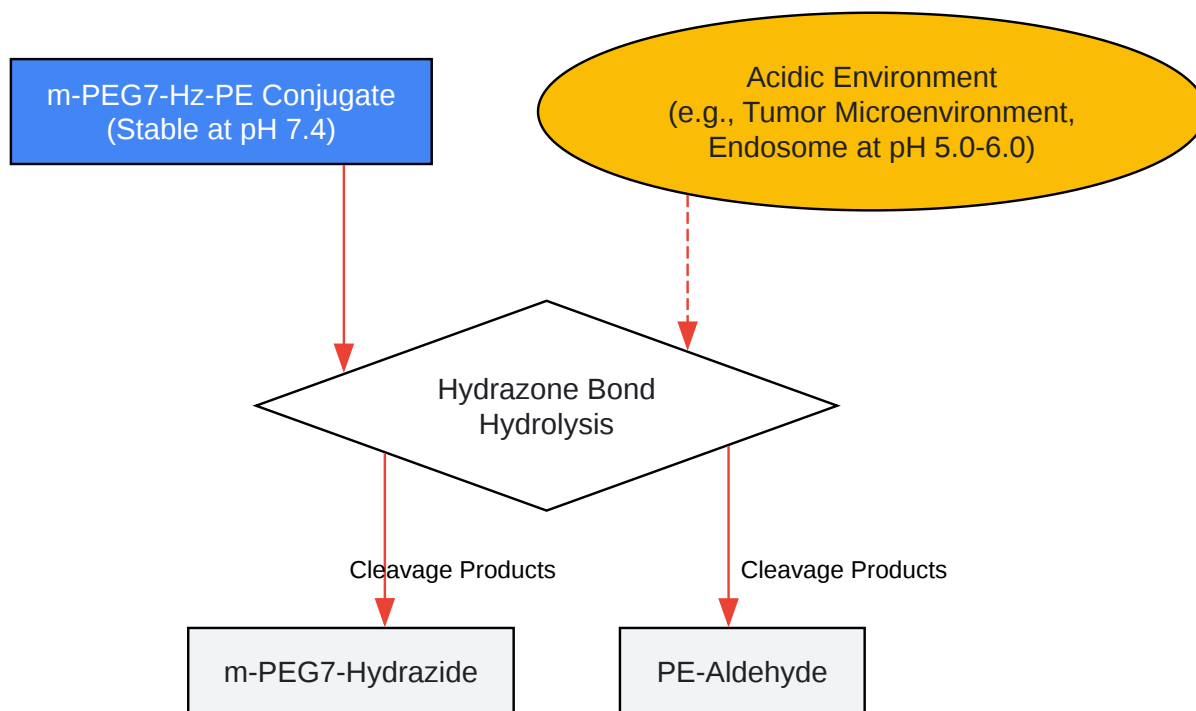 m-PEG7-Hz-PE Conjugate
(Stable at pH 7.4)
Acidic Environment
(e.g., Tumor Microenvironment,
Endosome at pH 5.0-6.0)
Hydrazone Bond
Hydrolysis
Cleavage Products
Cleavage Products
m-PEG7-Hydrazide
PE-Aldehyde